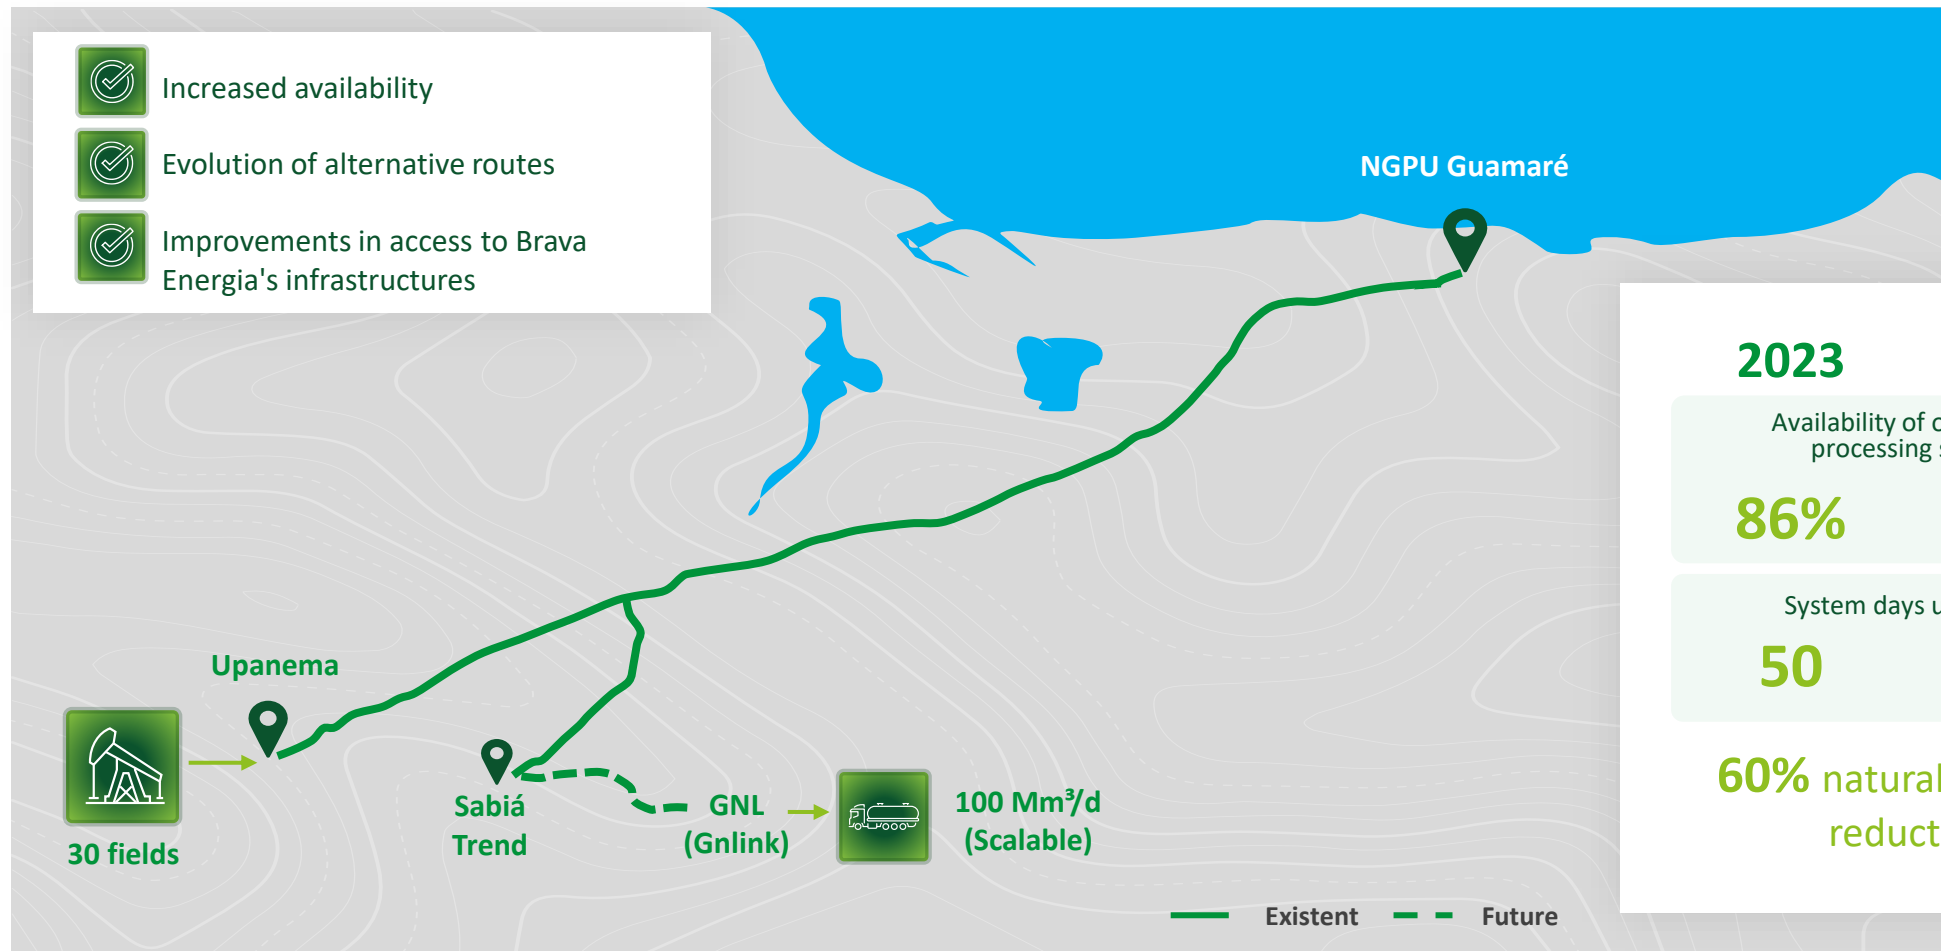 Increased availability
Evolution of alternative routes
Improvements in access to Brava
Energia's infrastructures
NGPU Guamaré
2023
Availability of
processing
86%
System days
50
60% natural
Upanema
30 fields
Sabiá
Trend
GNL
(Gnlink)
100 Mm³/d
(Scalable)
Existent
Future